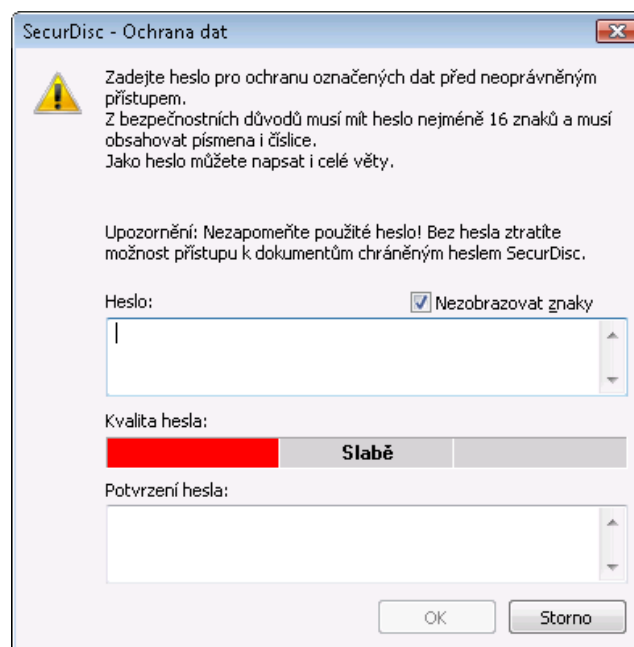 SecurDisc - Ochrana dat
Zadejte heslo pro ochranu označených dat před neoprávněným
přístupem.
Z bezpečnostních důvodů musí mít heslo nejméně 16 znaků a musí
obsahovat písmena i číslice.
Jako heslo můžete napsat i celé věty.
Upozornění: Nezapomeňte použité heslo! Bez hesla ztratíte
možnost přístupu k dokumentům chráněným heslem SecurDisc.
Heslo: Nezobrazovat znaky
Kvalita hesla:
Slabě
Potvrzení hesla:
OK Storno